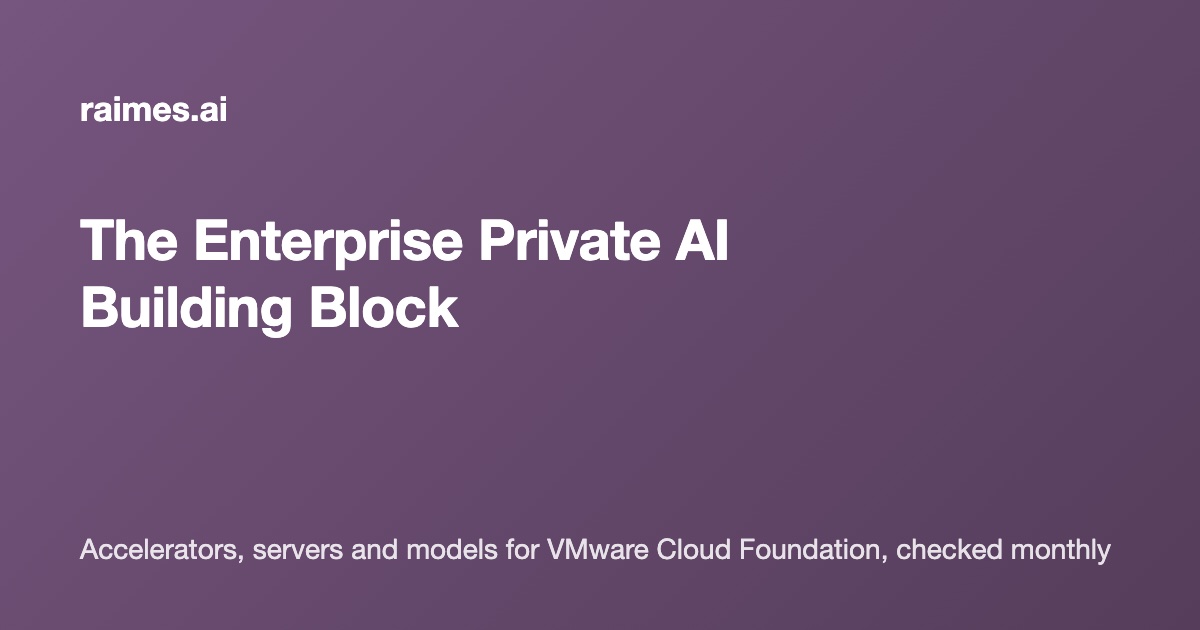 raimes.ai
The Enterprise Private AI
Building Block
Accelerators, servers and models for VMware Cloud Foundation, checked monthly